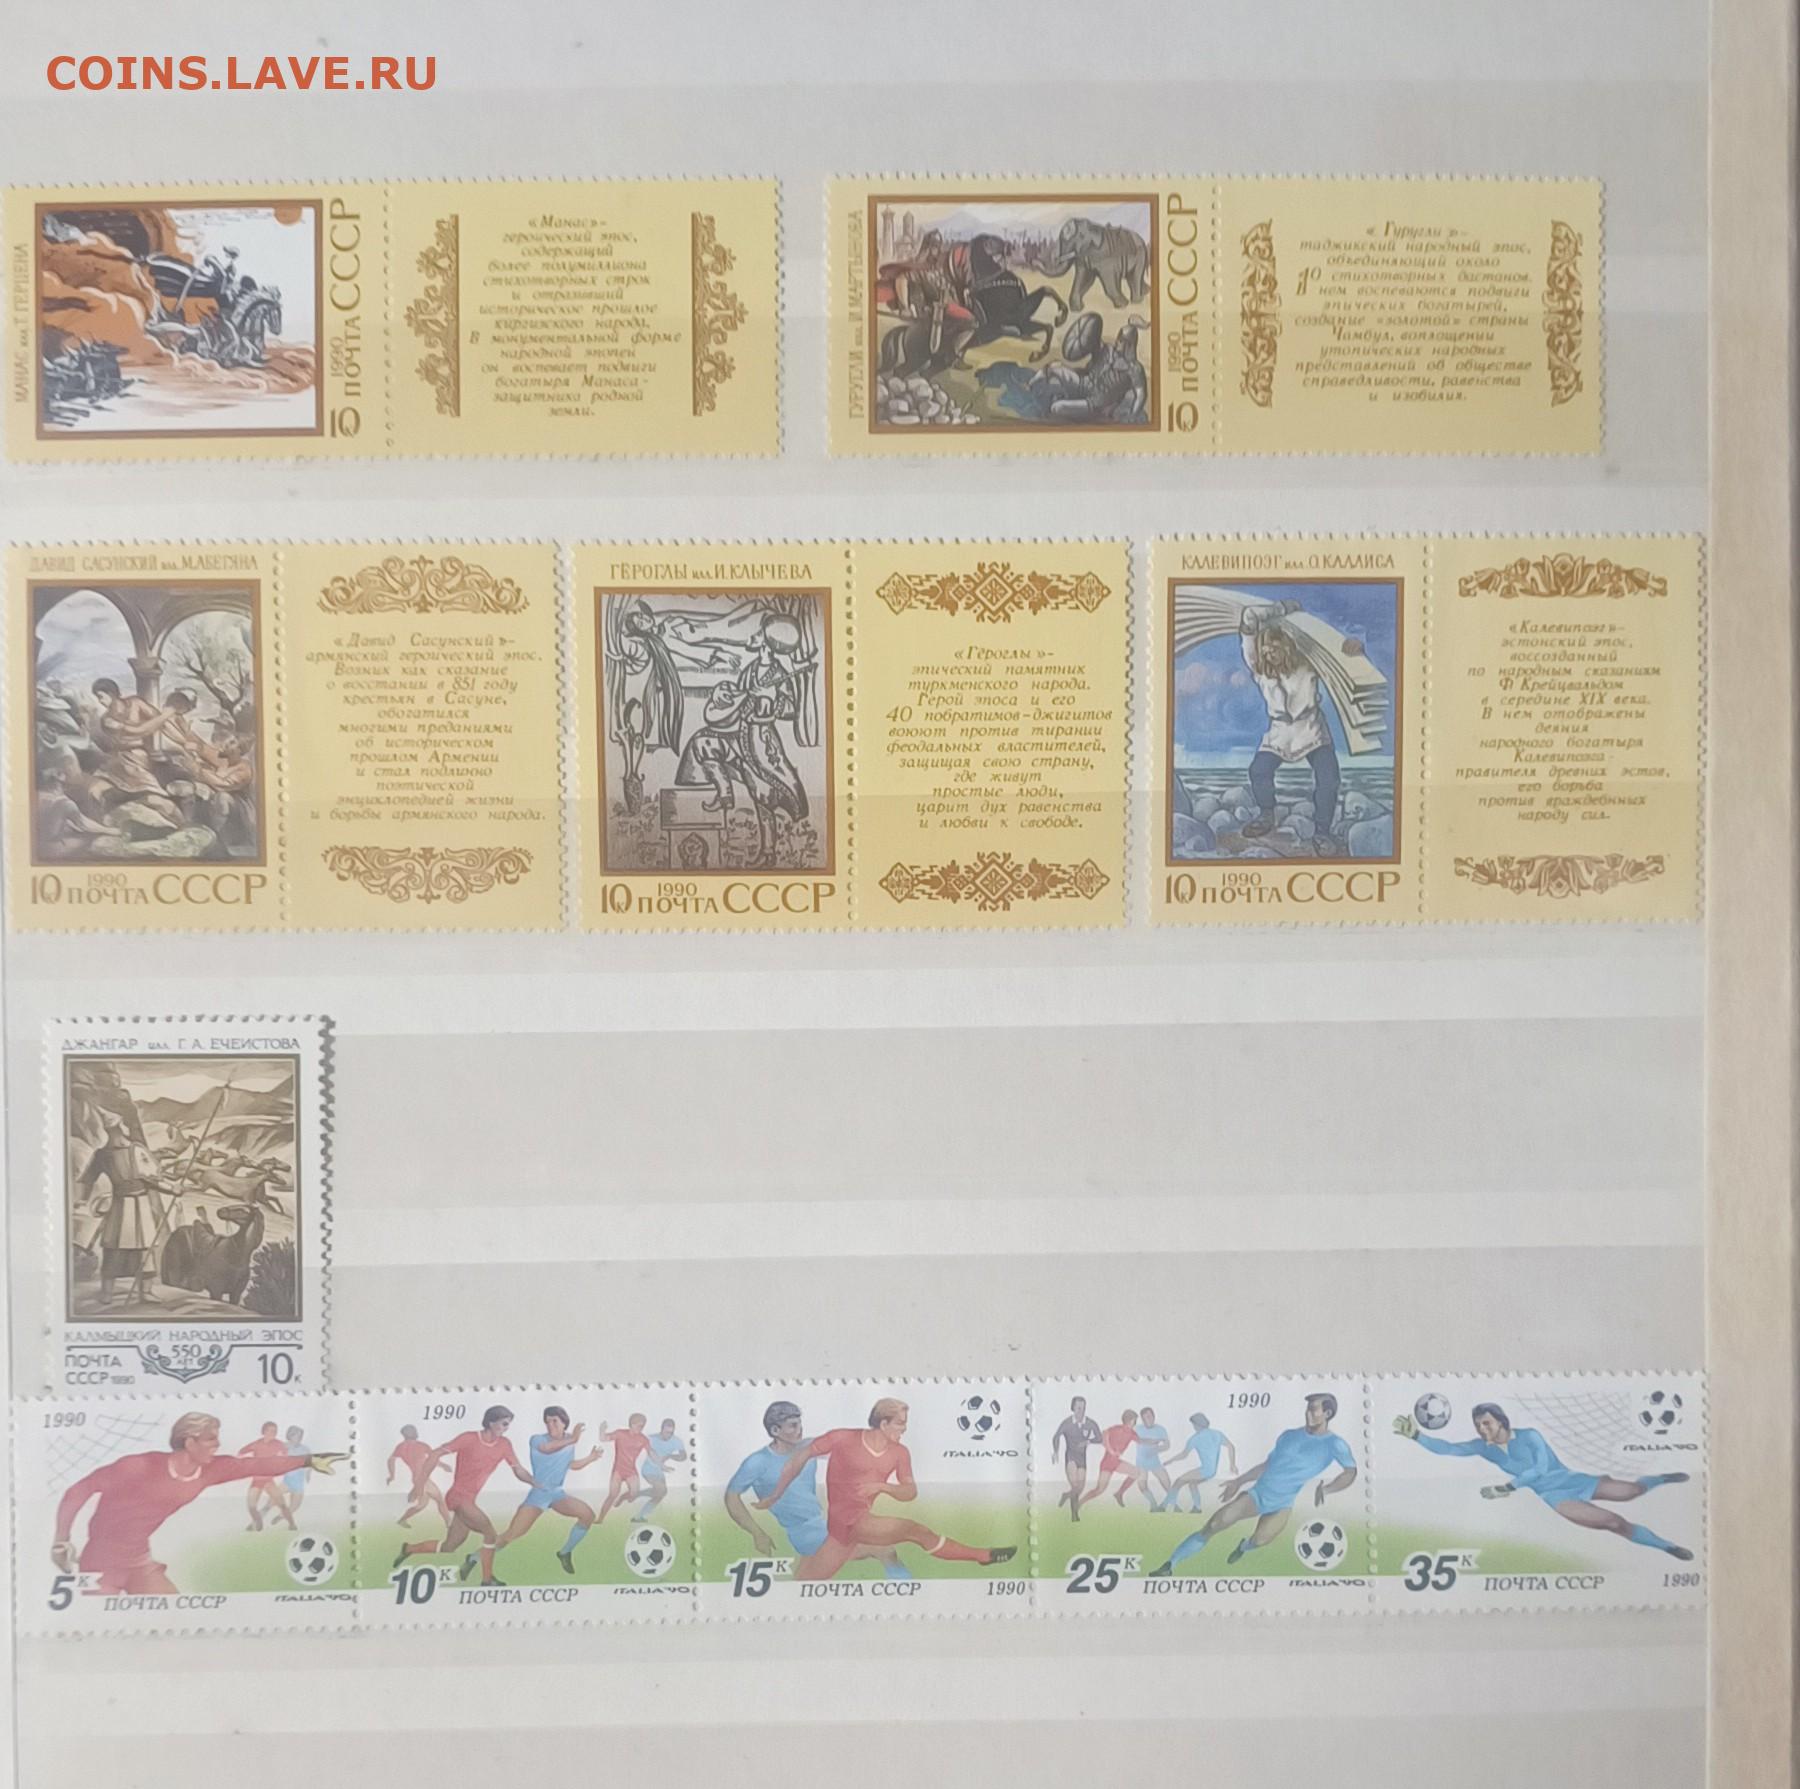 COINS.LAVE.RU
МАНАС илл. Т. ГЕРЦЕНА
1990
10к ПОЧТА СССР
«Манас»-
героический эпос,
содержащий
более полумиллиона
стихотворных строк
и отразивший
историческое прошлое
киргизского народа.
В монументальной форме
народной эпопеи
он воспевает подвиги
богатыря Манаса-
защитника родной
земли.
ГУРУГЛИ илл. И. МАРТЫНОВА
1990
10к ПОЧТА СССР
«Гуругли»-
таджикский народный эпос,
объединяющий около
10 стихотворных дастанов.
В нем воспеваются подвиги
эпических богатырей,
создание «золотой» страны
Чамбул, воплощении
утопических народных
представлений об обществе
справедливости, равенства
и изобилия.
ДАВИД САСУНСКИЙ илл. М.АБЕГЯНА
1990
10к ПОЧТА СССР
«Давид Сасунский»-
армянский героический эпос.
Возник как сказание
о восстании в 851 году
крестьян в Сасуне,
обогатился
многими преданиями
об историческом
прошлом Армении
и стал подлинно
поэтической
энциклопедией жизни
и борьбы армянского народа.
ГЁРОГЛЫ илл. И.КЛЫЧЕВА
1990
10к ПОЧТА СССР
«Гёроглы»-
эпический памятник
туркменского народа.
Герой эпоса и его
40 побратимов-джигитов
воюют против тирании
феодальных властителей,
защищая свою страну,
где живут
простые люди,
царит дух равенства
и любви к свободе.
КАЛЕВИПОЭГ илл. О.КАЛЛИСА
1990
10к ПОЧТА СССР
«Калевипоэг»-
эстонский эпос,
воссозданный
по народным сказаниям
Ф. Крейцвальдом
в середине XIX века.
В нем отображены
деяния
народного богатыря
Калевипоэга-
правителя древних эстов,
его борьба
против враждебных
народу сил.
ДЖАНГАР илл. Г. А. ЕЧЕИСТОВА
КАЛМЫЦКИЙ НАРОДНЫЙ ЭПОС
550 ЛЕТ
ПОЧТА
СССР 1990
10к
1990
5К ПОЧТА СССР
ITALIA'90
1990
10К ПОЧТА СССР
ITALIA'90
ITALIA'90
15К ПОЧТА СССР
1990
1990
25К ПОЧТА СССР
ITALIA'90
ITALIA'90
35К ПОЧТА СССР
1990